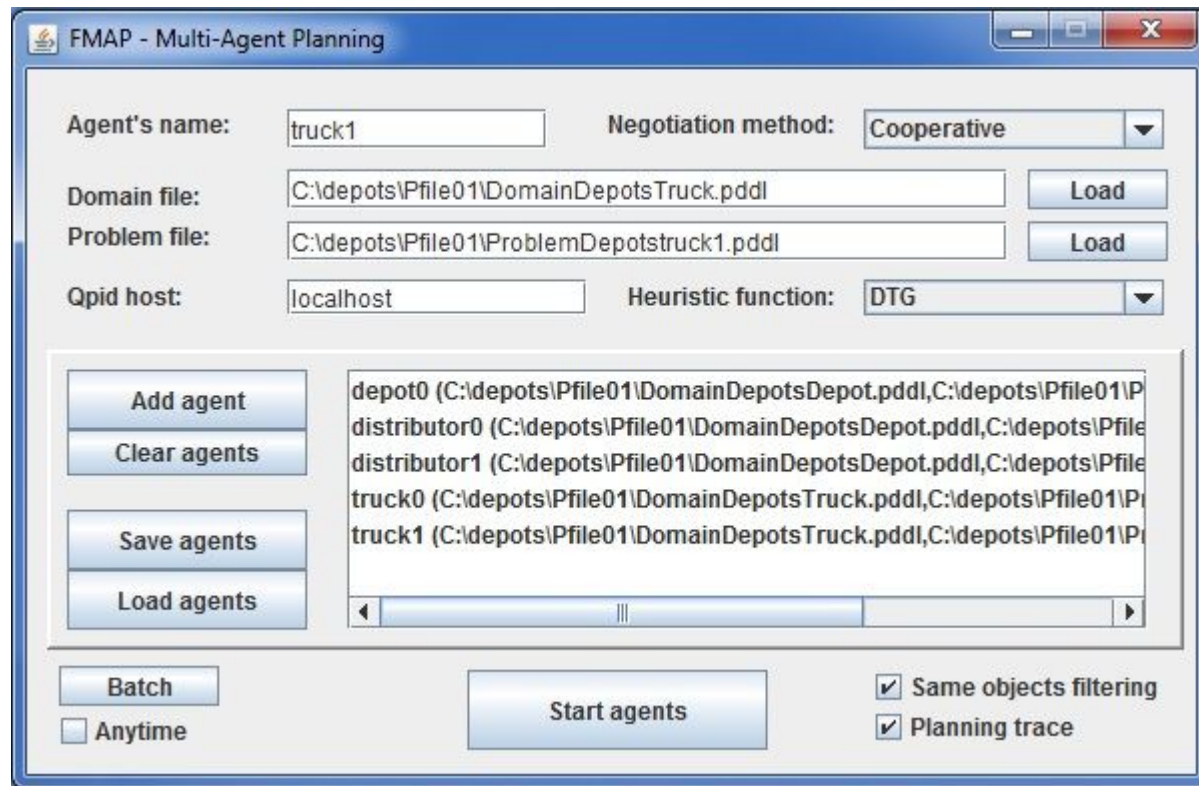 FMAP - Multi-Agent Planning
Agent's name: truck1 Negotiation method: Cooperative
Domain file: C:\depots\Pfile01\DomainDepotsTruck.pddl Load
Problem file: C:\depots\Pfile01\ProblemDepotstruck1.pddl Load
Qpid host: localhost Heuristic function: DTG
Add agent
Clear agents
Save agents
Load agents
depot0 (C:\depots\Pfile01\DomainDepotsDepot.pddl,C:\depots\Pfile01\P
distributor0 (C:\depots\Pfile01\DomainDepotsDepot.pddl,C:\depots\Pfile
distributor1 (C:\depots\Pfile01\DomainDepotsDepot.pddl,C:\depots\Pfile
truck0 (C:\depots\Pfile01\DomainDepotsTruck.pddl,C:\depots\Pfile01\Pr
truck1 (C:\depots\Pfile01\DomainDepotsTruck.pddl,C:\depots\Pfile01\Pr
Batch
Anytime
Start agents
Same objects filtering
Planning trace